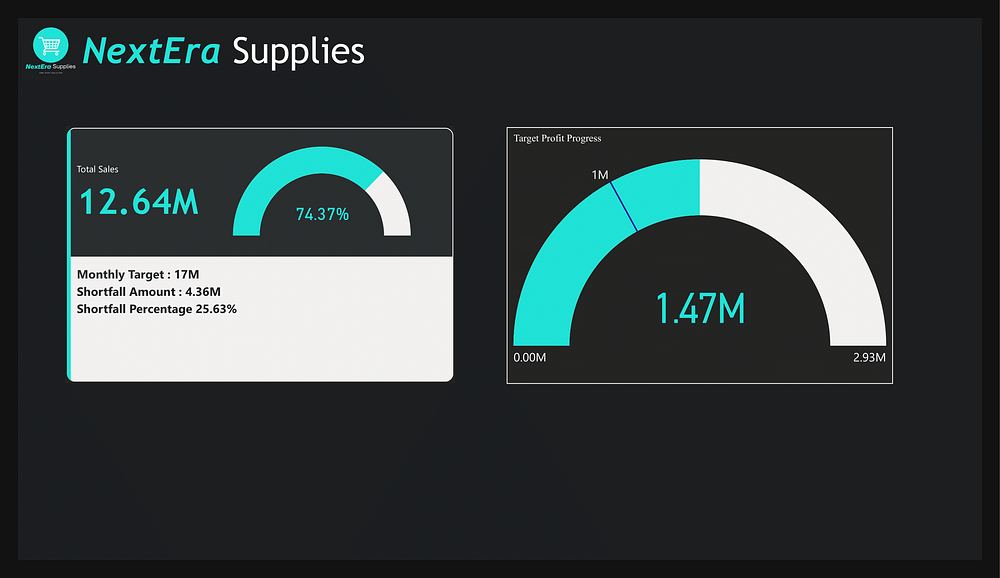 NextEra Supplies
NextEra Supplies
Total Sales
12.64M
74.37%
Monthly Target : 17M
Shortfall Amount : 4.36M
Shortfall Percentage 25.63%
Target Profit Progress
1M
1.47M
0.00M
2.93M